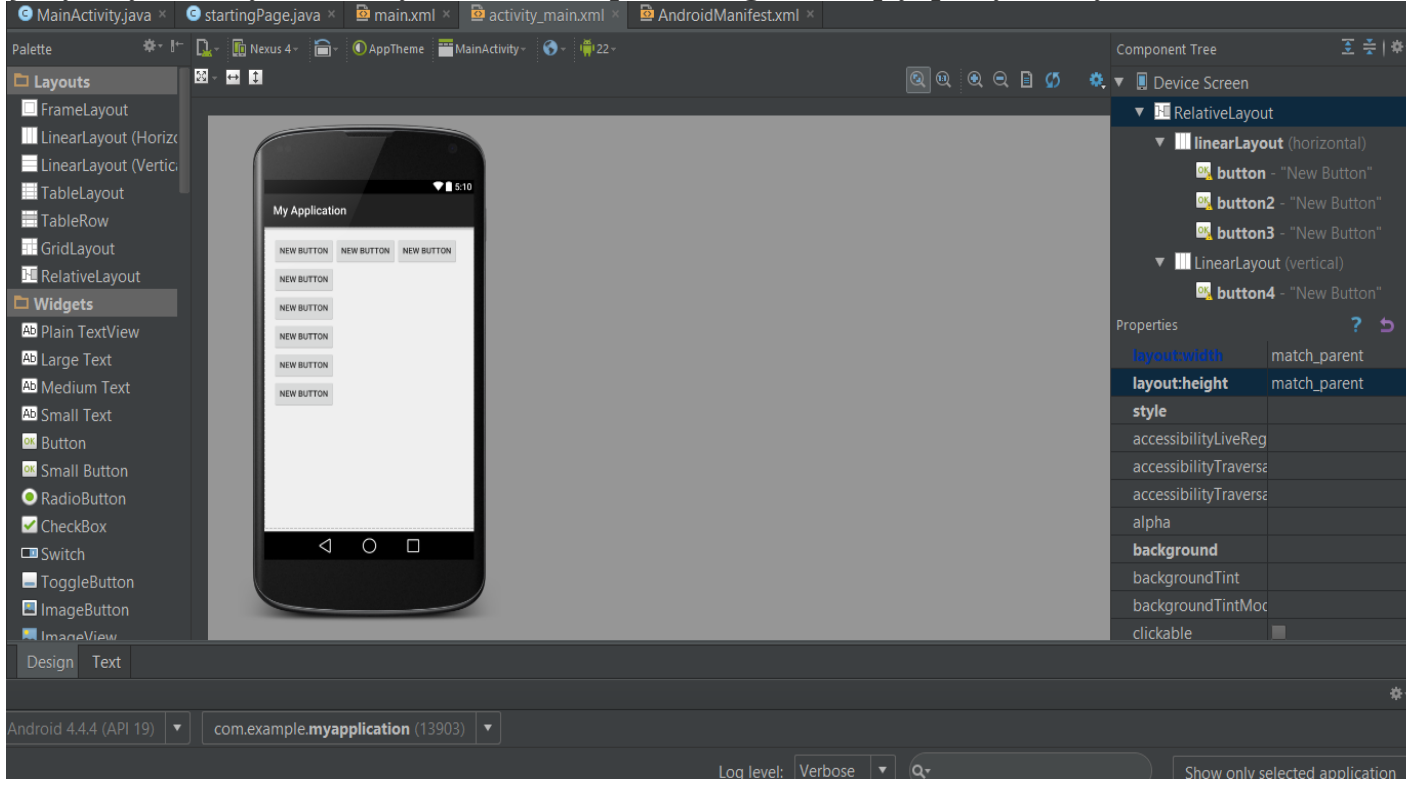 MainActivity.java × startingPage.java × main.xml × activity_main.xml × AndroidManifest.xml ×
Palette
Nexus 4 AppTheme MainActivity 22
Component Tree
Layouts
FrameLayout
LinearLayout (Horizo
LinearLayout (Vertic
TableLayout
TableRow
GridLayout
RelativeLayout
Widgets
Plain TextView
Large Text
Medium Text
Small Text
Button
Small Button
RadioButton
CheckBox
Switch
ToggleButton
ImageButton
ImageView
5:10
My Application
NEW BUTTON NEW BUTTON NEW BUTTON
NEW BUTTON
NEW BUTTON
NEW BUTTON
NEW BUTTON
NEW BUTTON
Device Screen
RelativeLayout
linearLayout (horizontal)
button - "New Button"
button2 - "New Button"
button3 - "New Button"
LinearLayout (vertical)
button4 - "New Button"
Properties ?
layout:width match_parent
layout:height match_parent
style
accessibilityLiveReg
accessibilityTraversa
accessibilityTraversa
alpha
background
backgroundTint
backgroundTintMod
clickable
Design Text
Android 4.4.4 (API 19) com.example.myapplication (13903)
Log level: Verbose Show only selected application